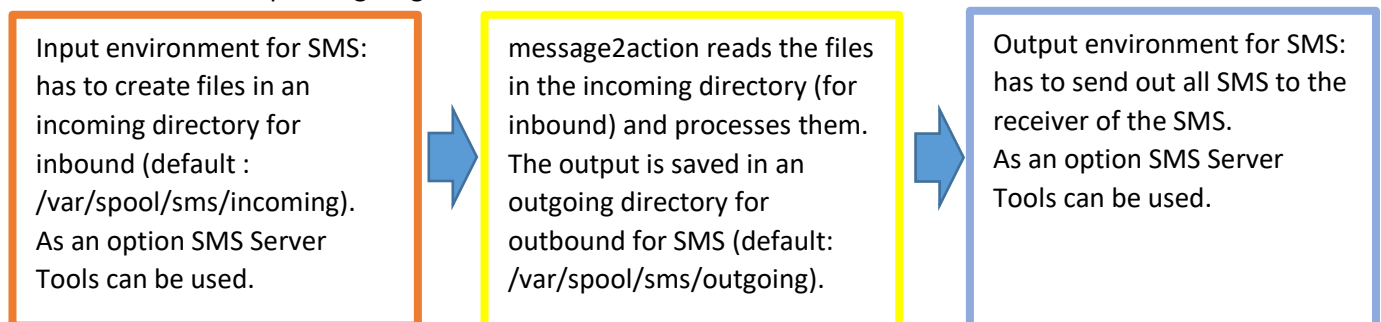 Input environment for SMS:
has to create files in an
incoming directory for
inbound (default :
/var/spool/sms/incoming).
As an option SMS Server
Tools can be used.
message2action reads the files
in the incoming directory (for
inbound) and processes them.
The output is saved in an
outgoing directory for
outbound for SMS (default:
/var/spool/sms/outgoing).
Output environment for SMS:
has to send out all SMS to the
receiver of the SMS.
As an option SMS Server
Tools can be used.